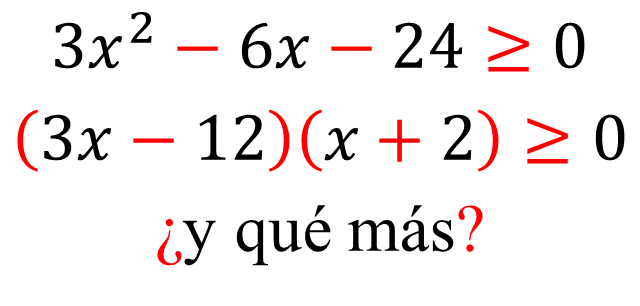 3x² − 6x − 24 ≥ 0
(3x − 12)(x + 2) ≥ 0
¿y qué más?